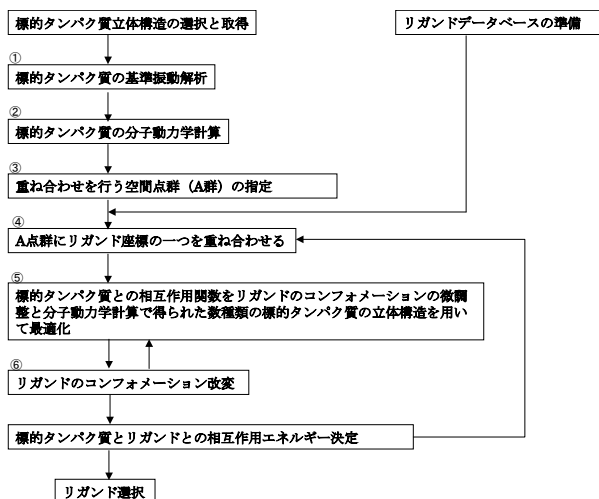 標的タンパク質立体構造の選択と取得
リガンドデータベースの準備
①
標的タンパク質の基準振動解析
②
標的タンパク質の分子動力学計算
③
重ね合わせを行う空間点群（A群）の指定
④
A点群にリガンド座標の一つを重ね合わせる
⑤
標的タンパク質との相互作用関数をリガンドのコンフォメーションの微調
整と分子動力学計算で得られた数種類の標的タンパク質の立体構造を用い
て最適化
⑥
リガンドのコンフォメーション改変
標的タンパク質とリガンドとの相互作用エネルギー決定
リガンド選択